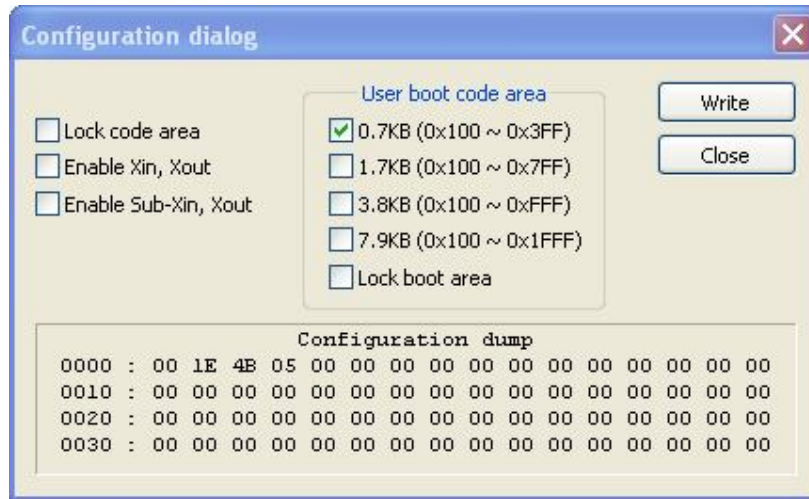 Configuration dialog
User boot code area
Write
Lock code area
0.7KB (0x100 ~ 0x3FF)
Close
Enable Xin, Xout
1.7KB (0x100 ~ 0x7FF)
Enable Sub-Xin, Xout
3.8KB (0x100 ~ 0xFFF)
7.9KB (0x100 ~ 0x1FFF)
Lock boot area
Configuration dump
0000 : 00 1E 4B 05 00 00 00 00 00 00 00 00 00 00 00 00
0010 : 00 00 00 00 00 00 00 00 00 00 00 00 00 00 00 00
0020 : 00 00 00 00 00 00 00 00 00 00 00 00 00 00 00 00
0030 : 00 00 00 00 00 00 00 00 00 00 00 00 00 00 00 00